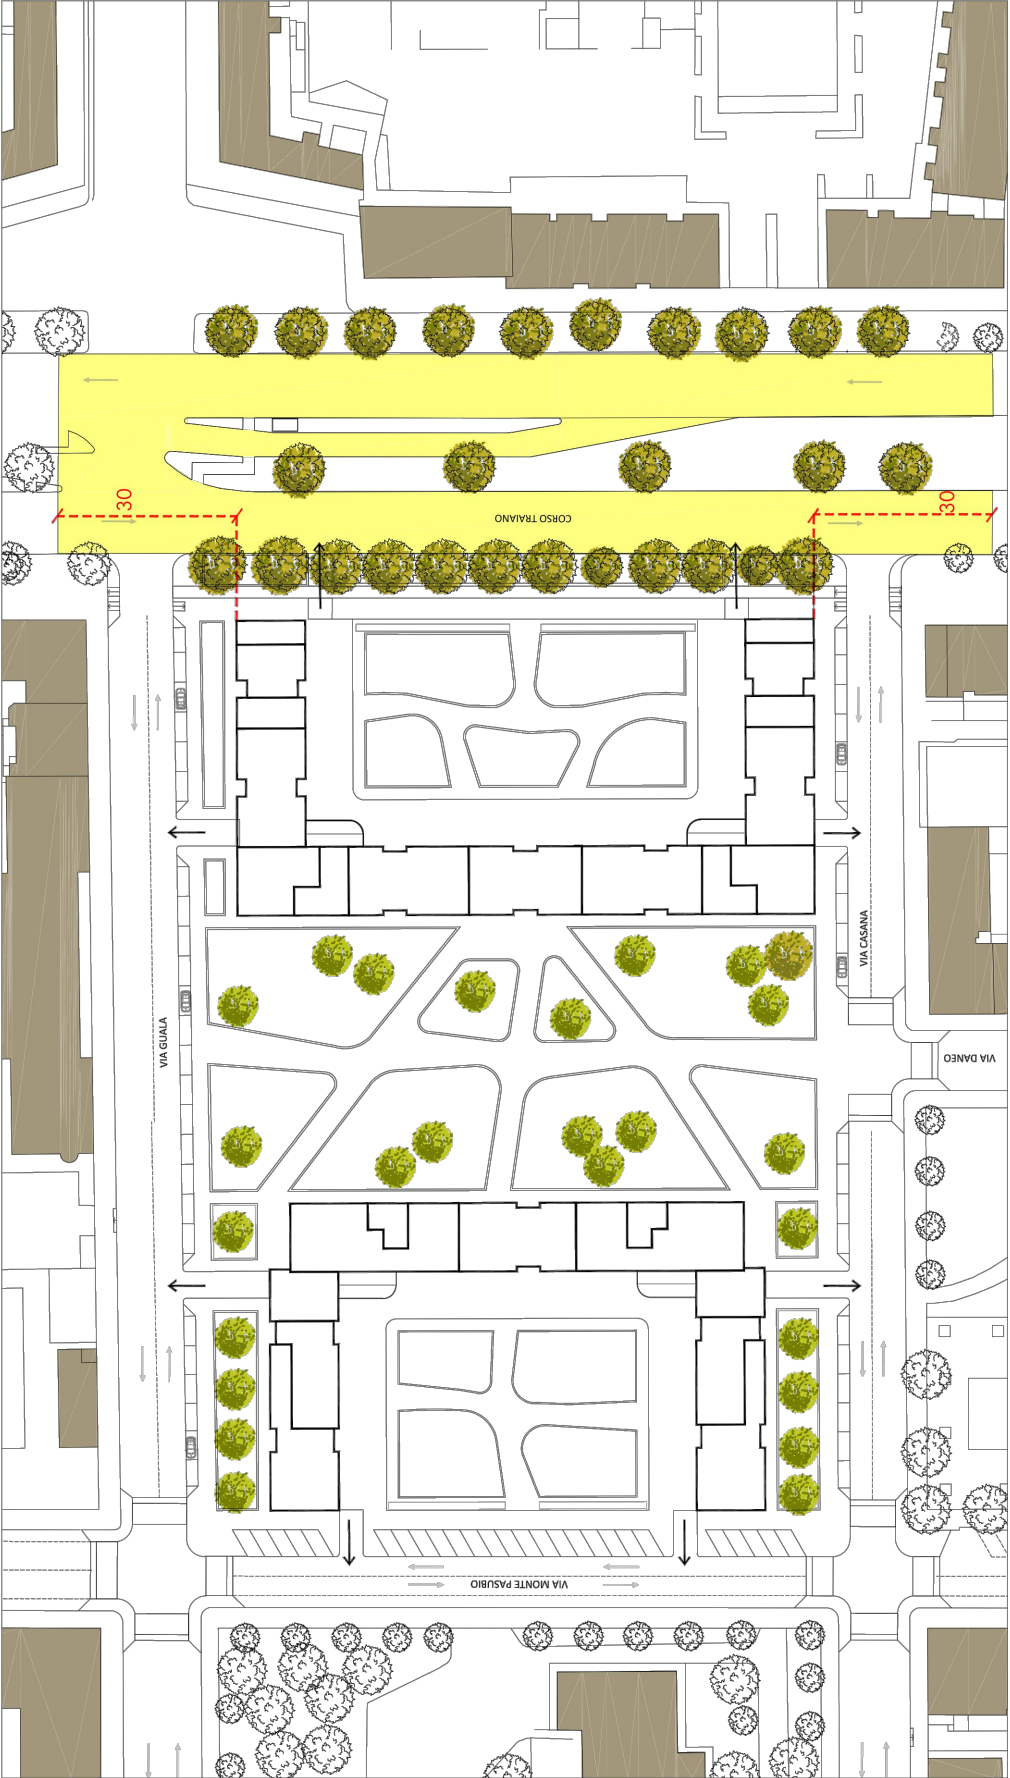 30
30
CORSO TRAIANO
VIA CASANA
VIA GUALA
VIA DANEO
VIA MONTE PASUBIO